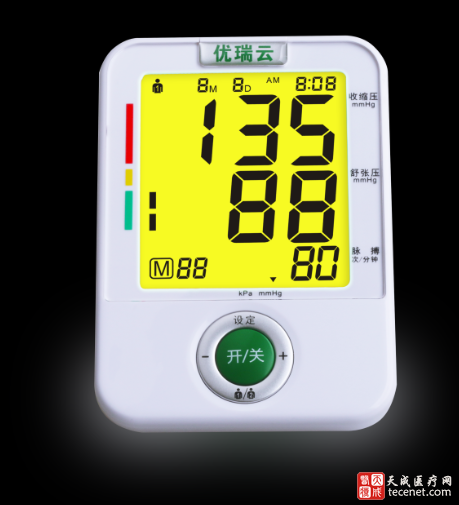 优瑞云
8M 8D AM 8:08
135
收缩压
mmHg
88
舒张压
mmHg
M88
80
脉 搏
次/分钟
kPa mmHg
设定
- 开/关 +
天成医疗网
tecenet.com